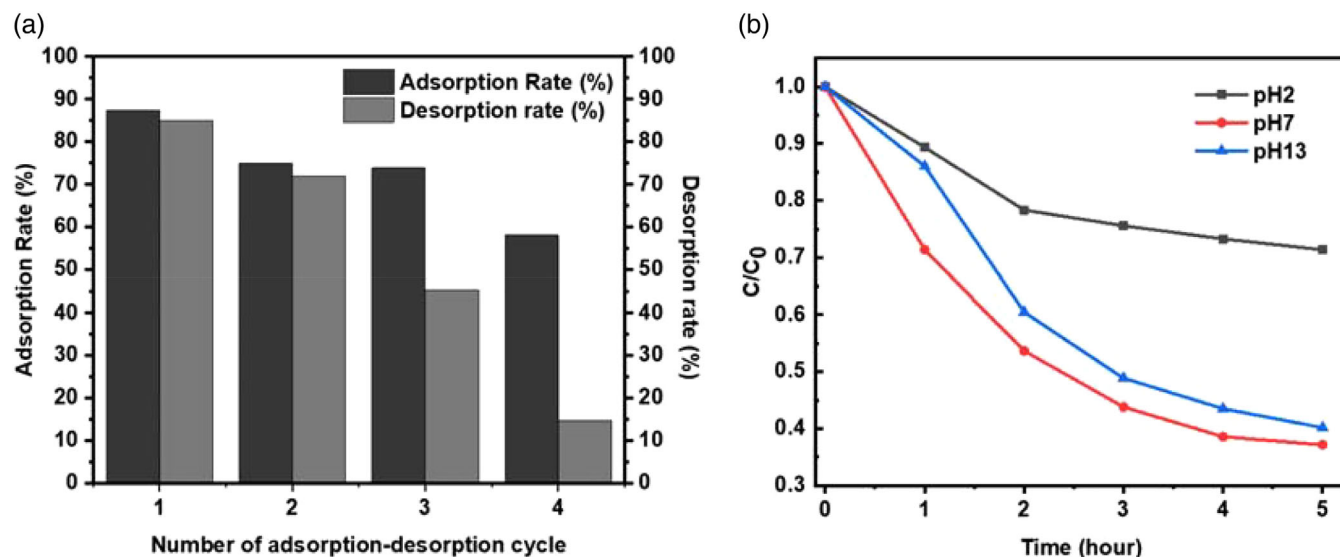 (a)
100
90
80
70
60
50
40
30
20
10
0
Adsorption Rate (%)
Adsorption Rate (%)
Desorption rate (%)
100
90
80
70
60
50
40
30
20
10
0
Desorption rate (%)
1 2 3 4
Number of adsorption-desorption cycle
(b)
1.0
0.9
0.8
0.7
0.6
0.5
0.4
0.3
C/C0
pH2
pH7
pH13
0 1 2 3 4 5
Time (hour)